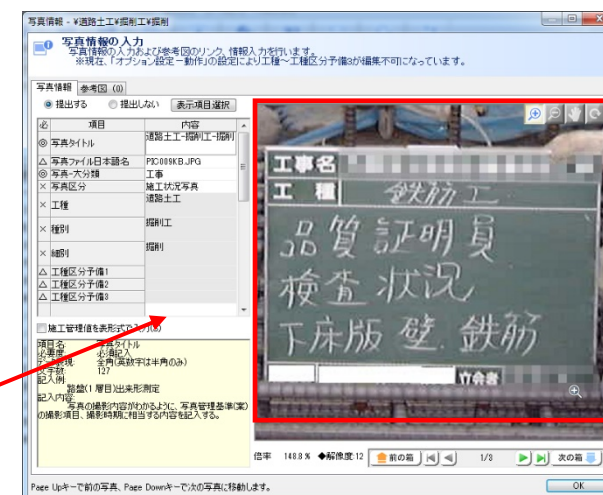 写真情報 - ¥道路土工¥掘削工¥掘削
写真情報の入力
写真情報の入力および参考図のリンク、情報入力を行います。
※現在、「オプション設定－動作」の設定により工種～工種区分予備3が編集不可になっています。
写真情報 参考図 (0)
提出する 提出しない 表示項目選択
必 項目 内容
◎ 写真タイトル 道路土工-掘削工-掘削
△ 写真ファイル日本語名 PIC009KB.JPG
◎ 写真-大分類 工事
× 写真区分 施工状況写真
× 工種 道路土工
× 種別 掘削工
× 細別 掘削
△ 工種区分予備1
△ 工種区分予備2
△ 工種区分予備3
施工管理値を表形式で
項目名: 写真タイトル
必要度: 必須記入
全角(英数字は半角のみ)
文字数: 127
記入例
路盤(1層目)出来形測定
記入内容:
写真の撮影内容がわかるように、写真管理基準(案)の撮影項目、撮影時期に相当する内容を記入する。
工事名
工 種 鉄筋工
品質証明員
検査状況
下床版 壁.鉄筋
立会者
倍率 148.8% ◆解像度:12 前の箱 1/3 次の箱
Page Upキーで前の写真、Page Downキーで次の写真に移動します。
OK